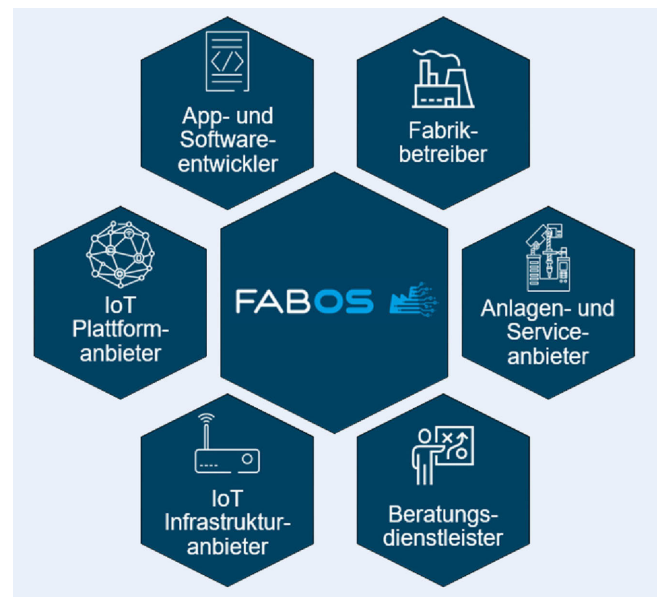 App- und
Software-
entwickler
Fabrik-
betreiber
IoT
Plattform-
anbieter
FABOS
Anlagen- und
Service-
anbieter
IoT
Infrastruktur-
anbieter
Beratungs-
dienstleister